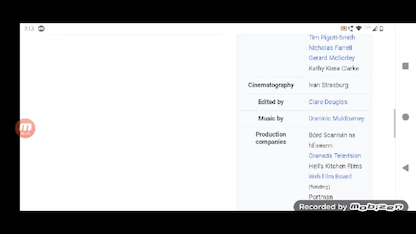 Tim Pigott-Smith
Nicholas Farrell
Gerard McSorley
Kathy Kiera Clarke
Cinematography Ivan Strasburg
Edited by Clare Douglas
Music by Dominic Muldowney
Production companies
Bórd Scannán na
hÉireann
Granada Television
Hell's Kitchen Films
Irish Film Board
(funding)
Portman
Recorded by Mobizen